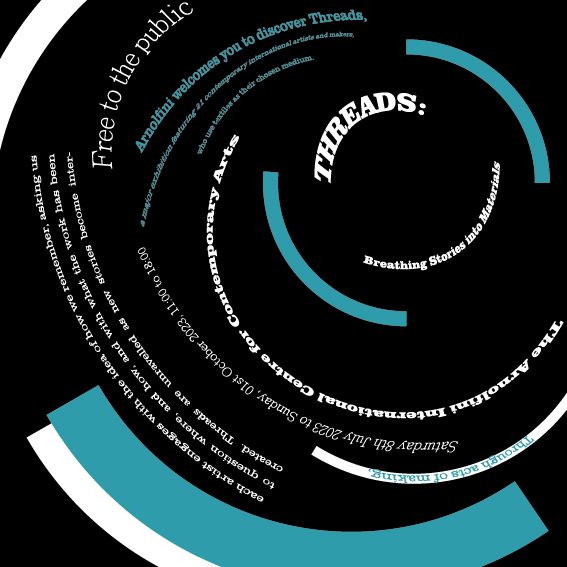 THREADS:
Breathing Stories into Materials
Free to the public
Arnolfini welcomes you to discover Threads,
a major exhibition featuring 21 contemporary international artists and makers,
who use textiles as their chosen medium.
The Arnolfini International Centre for Contemporary Arts
Saturday 8th July 2023 to Sunday, 01st October 2023, 11:00 to 18:00
Through acts of making,
each artist engages with the idea of how we remember, asking us
to question where, and how, and with what the work has been
created. Threads are unravelled as new stories become inter-